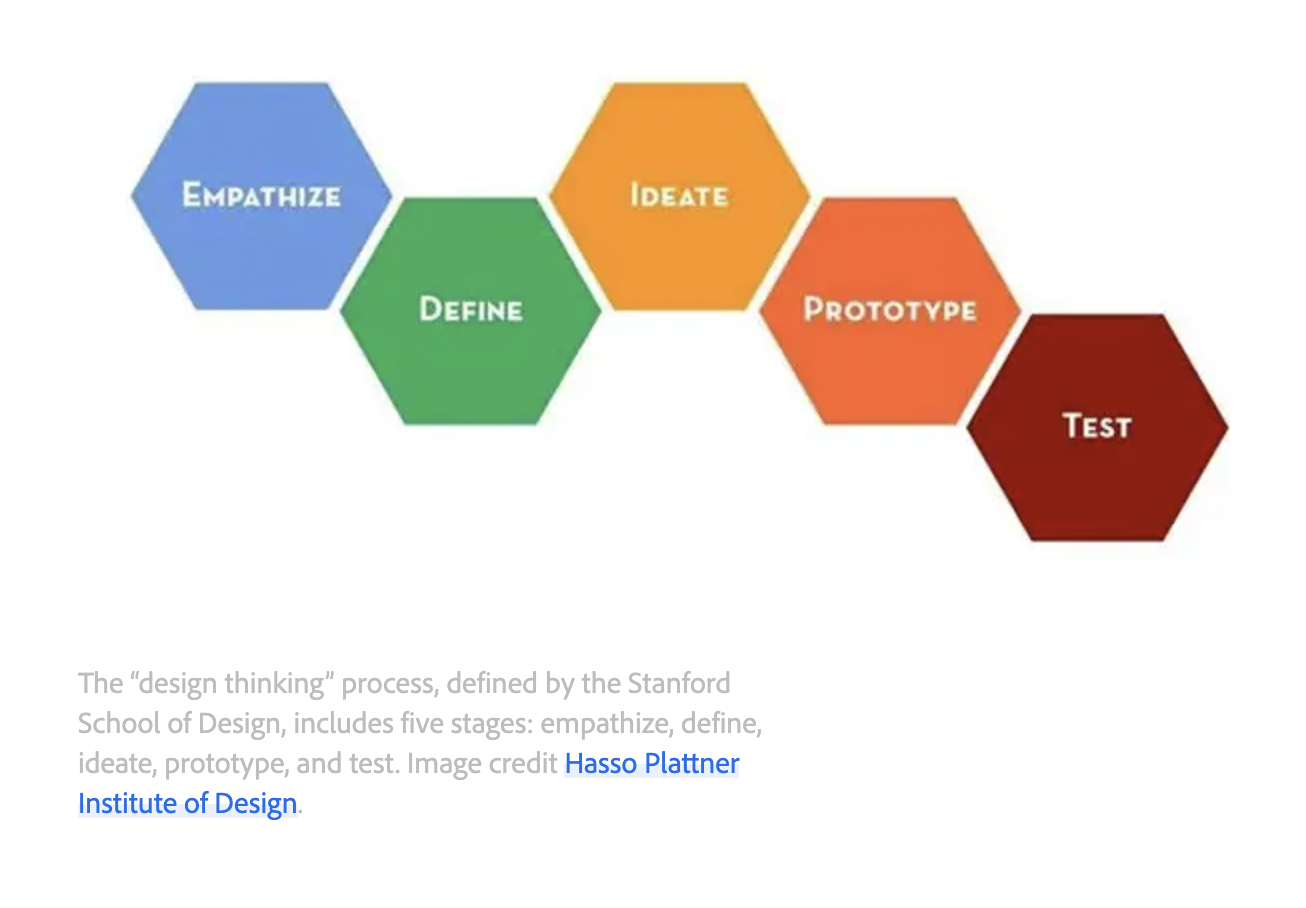 EMPATHIZE
IDEATE
DEFINE
PROTOTYPE
TEST
The “design thinking” process, defined by the Stanford
School of Design, includes five stages: empathize, define,
ideate, prototype, and test. Image credit Hasso Plattner
Institute of Design.